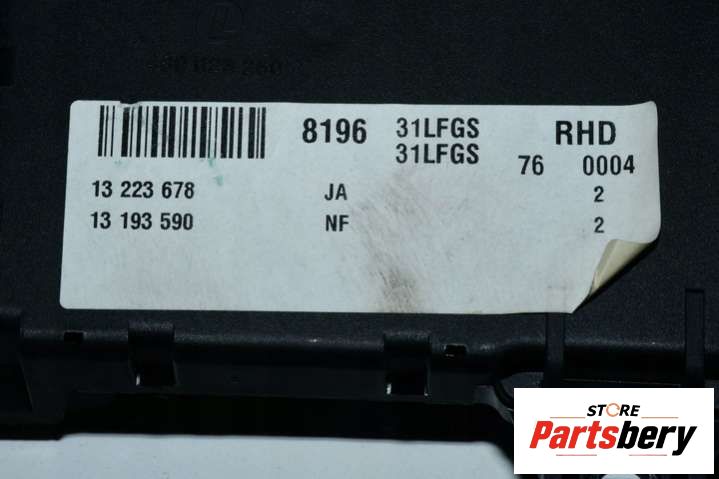 8196 31LFGS RHD
31LFGS 76 0004
13 223 678 JA 2
13 193 590 NF 2
STORE
Partsbery